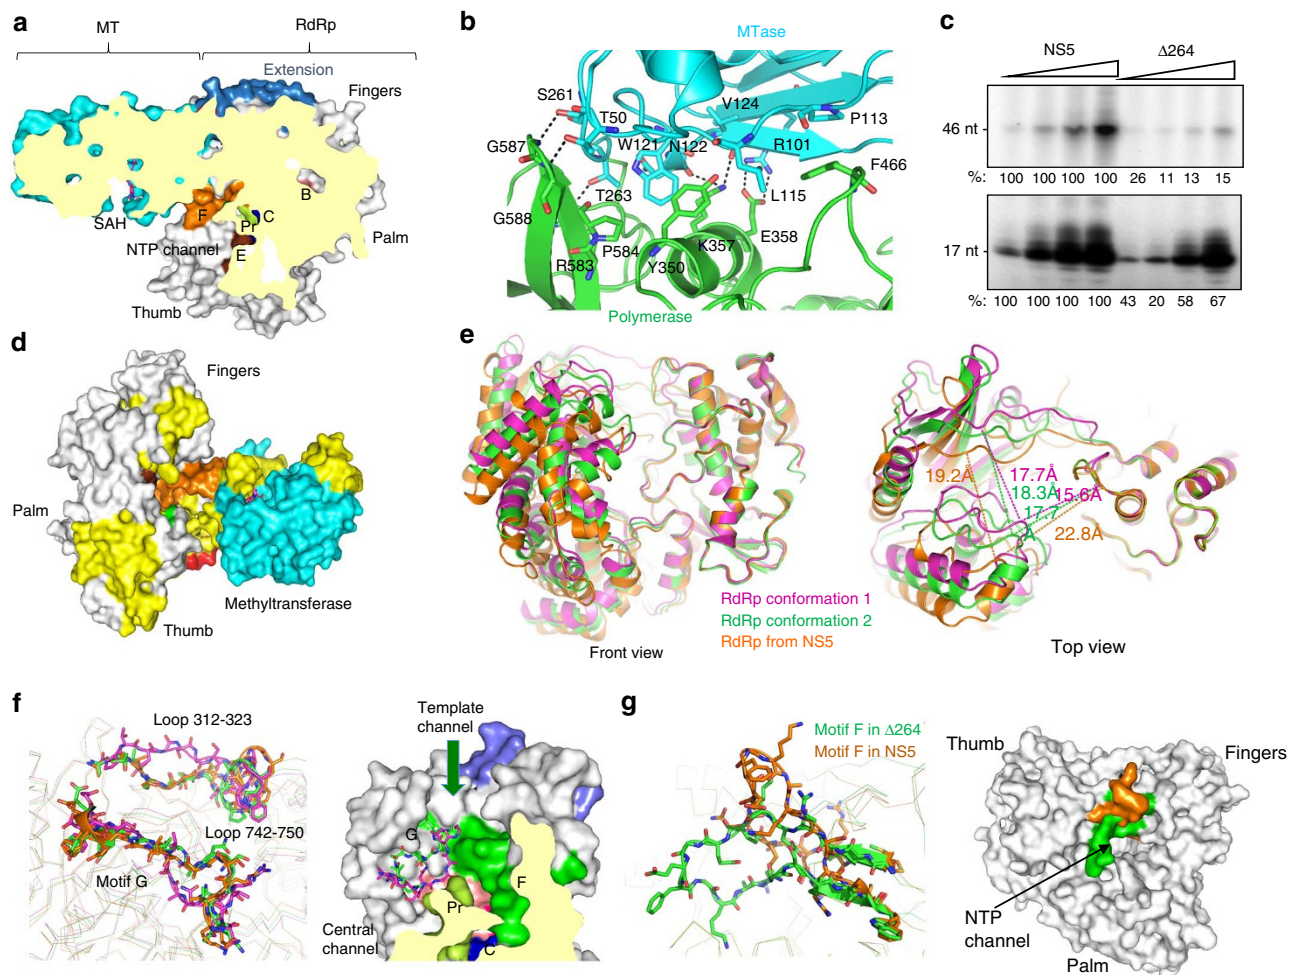 a
MT
RdRp
Extension
Fingers
B
SAH
F
C
Pr
NTP channel
E
Palm
Thumb
b
MTase
S261
V124
T50
P113
G587
W121
N122
R101
F466
T263
L115
G588
E358
P584
K357
R583
Y350
Polymerase
c
NS5
Δ264
46 nt
%: 100 100 100 100 26 11 13 15
17 nt
%: 100 100 100 100 43 20 58 67
d
Fingers
Palm
Methyltransferase
Thumb
e
19.2Å
17.7Å
18.3Å
15.6Å
17.7
Å
22.8Å
RdRp conformation 1
RdRp conformation 2
RdRp from NS5
Front view
Top view
f
Loop 312-323
Loop 742-750
Motif G
Template
channel
G
F
Pr
Central
channel
C
g
Motif F in Δ264
Motif F in NS5
Thumb
Fingers
NTP
channel
Palm